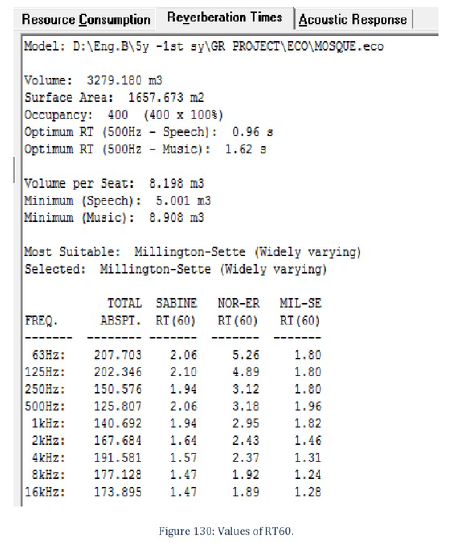 Resource Consumption Reverberation Times Acoustic Response
Model: D:\Eng.B\5y -1st sy\GR PROJECT\ECO\MOSQUE.eco
Volume: 3279.180 m3
Surface Area: 1657.673 m2
Occupancy: 400 (400 x 100%)
Optimum RT (500Hz - Speech): 0.96 s
Optimum RT (500Hz - Music): 1.62 s
Volume per Seat: 8.198 m3
Minimum (Speech): 5.001 m3
Minimum (Music): 8.908 m3
Most Suitable: Millington-Sette (Widely varying)
Selected: Millington-Sette (Widely varying)
TOTAL SABINE NOR-ER MIL-SE
FREQ. ABSPT. RT(60) RT(60) RT(60)
------- -------- ------- ------- -------
63Hz: 207.703 2.06 5.26 1.80
125Hz: 202.346 2.10 4.89 1.80
250Hz: 150.576 1.94 3.12 1.80
500Hz: 125.807 2.06 3.18 1.96
1kHz: 140.692 1.94 2.95 1.82
2kHz: 167.684 1.64 2.43 1.46
4kHz: 191.581 1.57 2.37 1.31
8kHz: 177.128 1.47 1.92 1.24
16kHz: 173.895 1.47 1.89 1.28
Figure 130: Values of RT60.